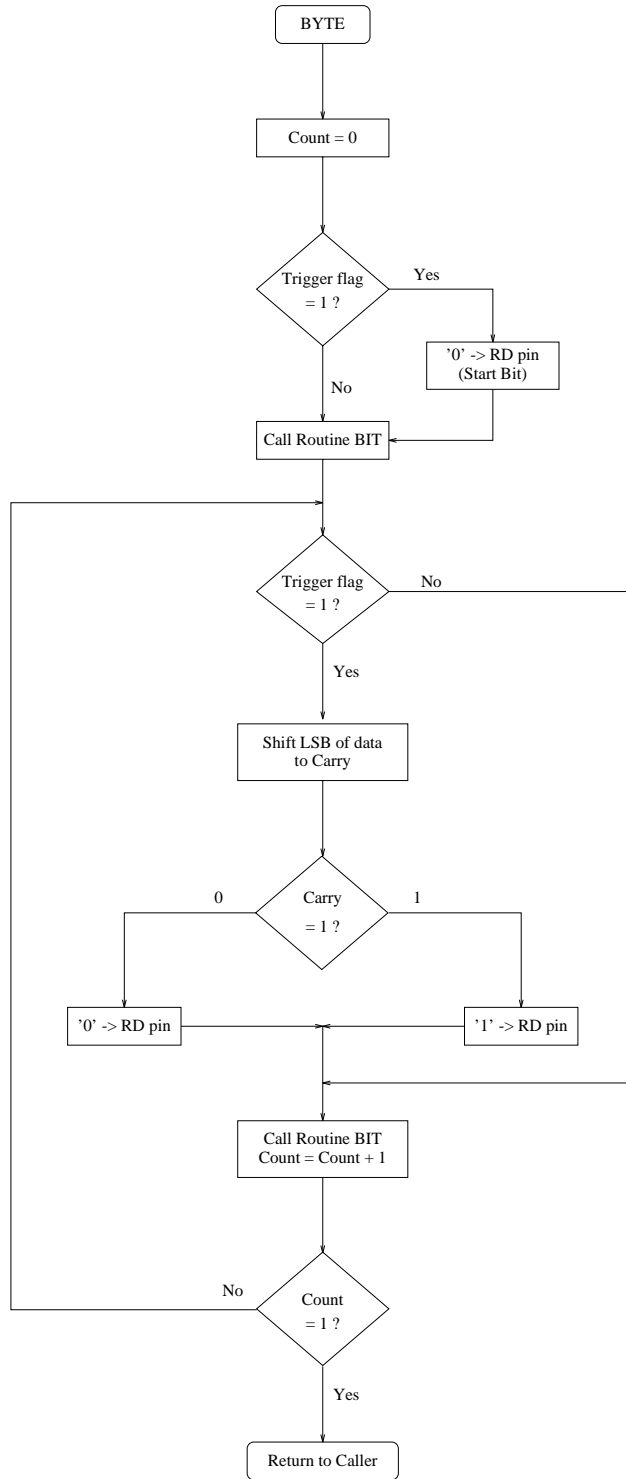 BYTE
Count = 0
Trigger flag
= 1 ?
Yes
'0' -> RD pin
(Start Bit)
No
Call Routine BIT
Trigger flag
= 1 ?
No
Yes
Shift LSB of data
to Carry
0
Carry
= 1 ?
1
'0' -> RD pin
'1' -> RD pin
Call Routine BIT
Count = Count + 1
No
Count
= 1 ?
Yes
Return to Caller